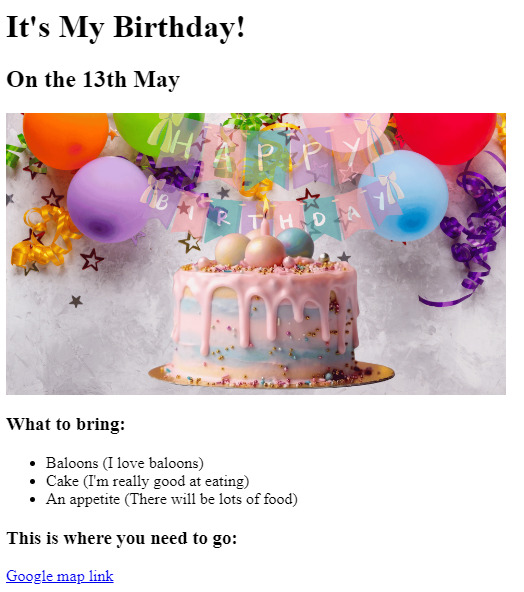 It's My Birthday!
On the 13th May
HAPPY
BIRTHDAY
What to bring:
Baloons (I love baloons)
Cake (I'm really good at eating)
An appetite (There will be lots of food)
This is where you need to go:
Google map link